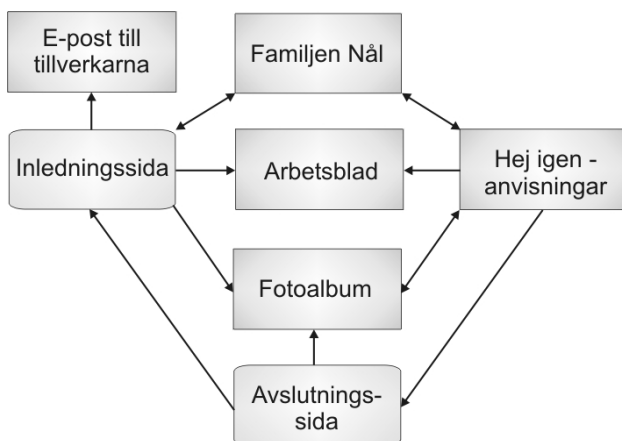 E-post till
tillverkarna
Familjen Nål
Inledningssida
Arbetsblad
Hej igen -
anvisningar
Fotoalbum
Avslutnings-
sida